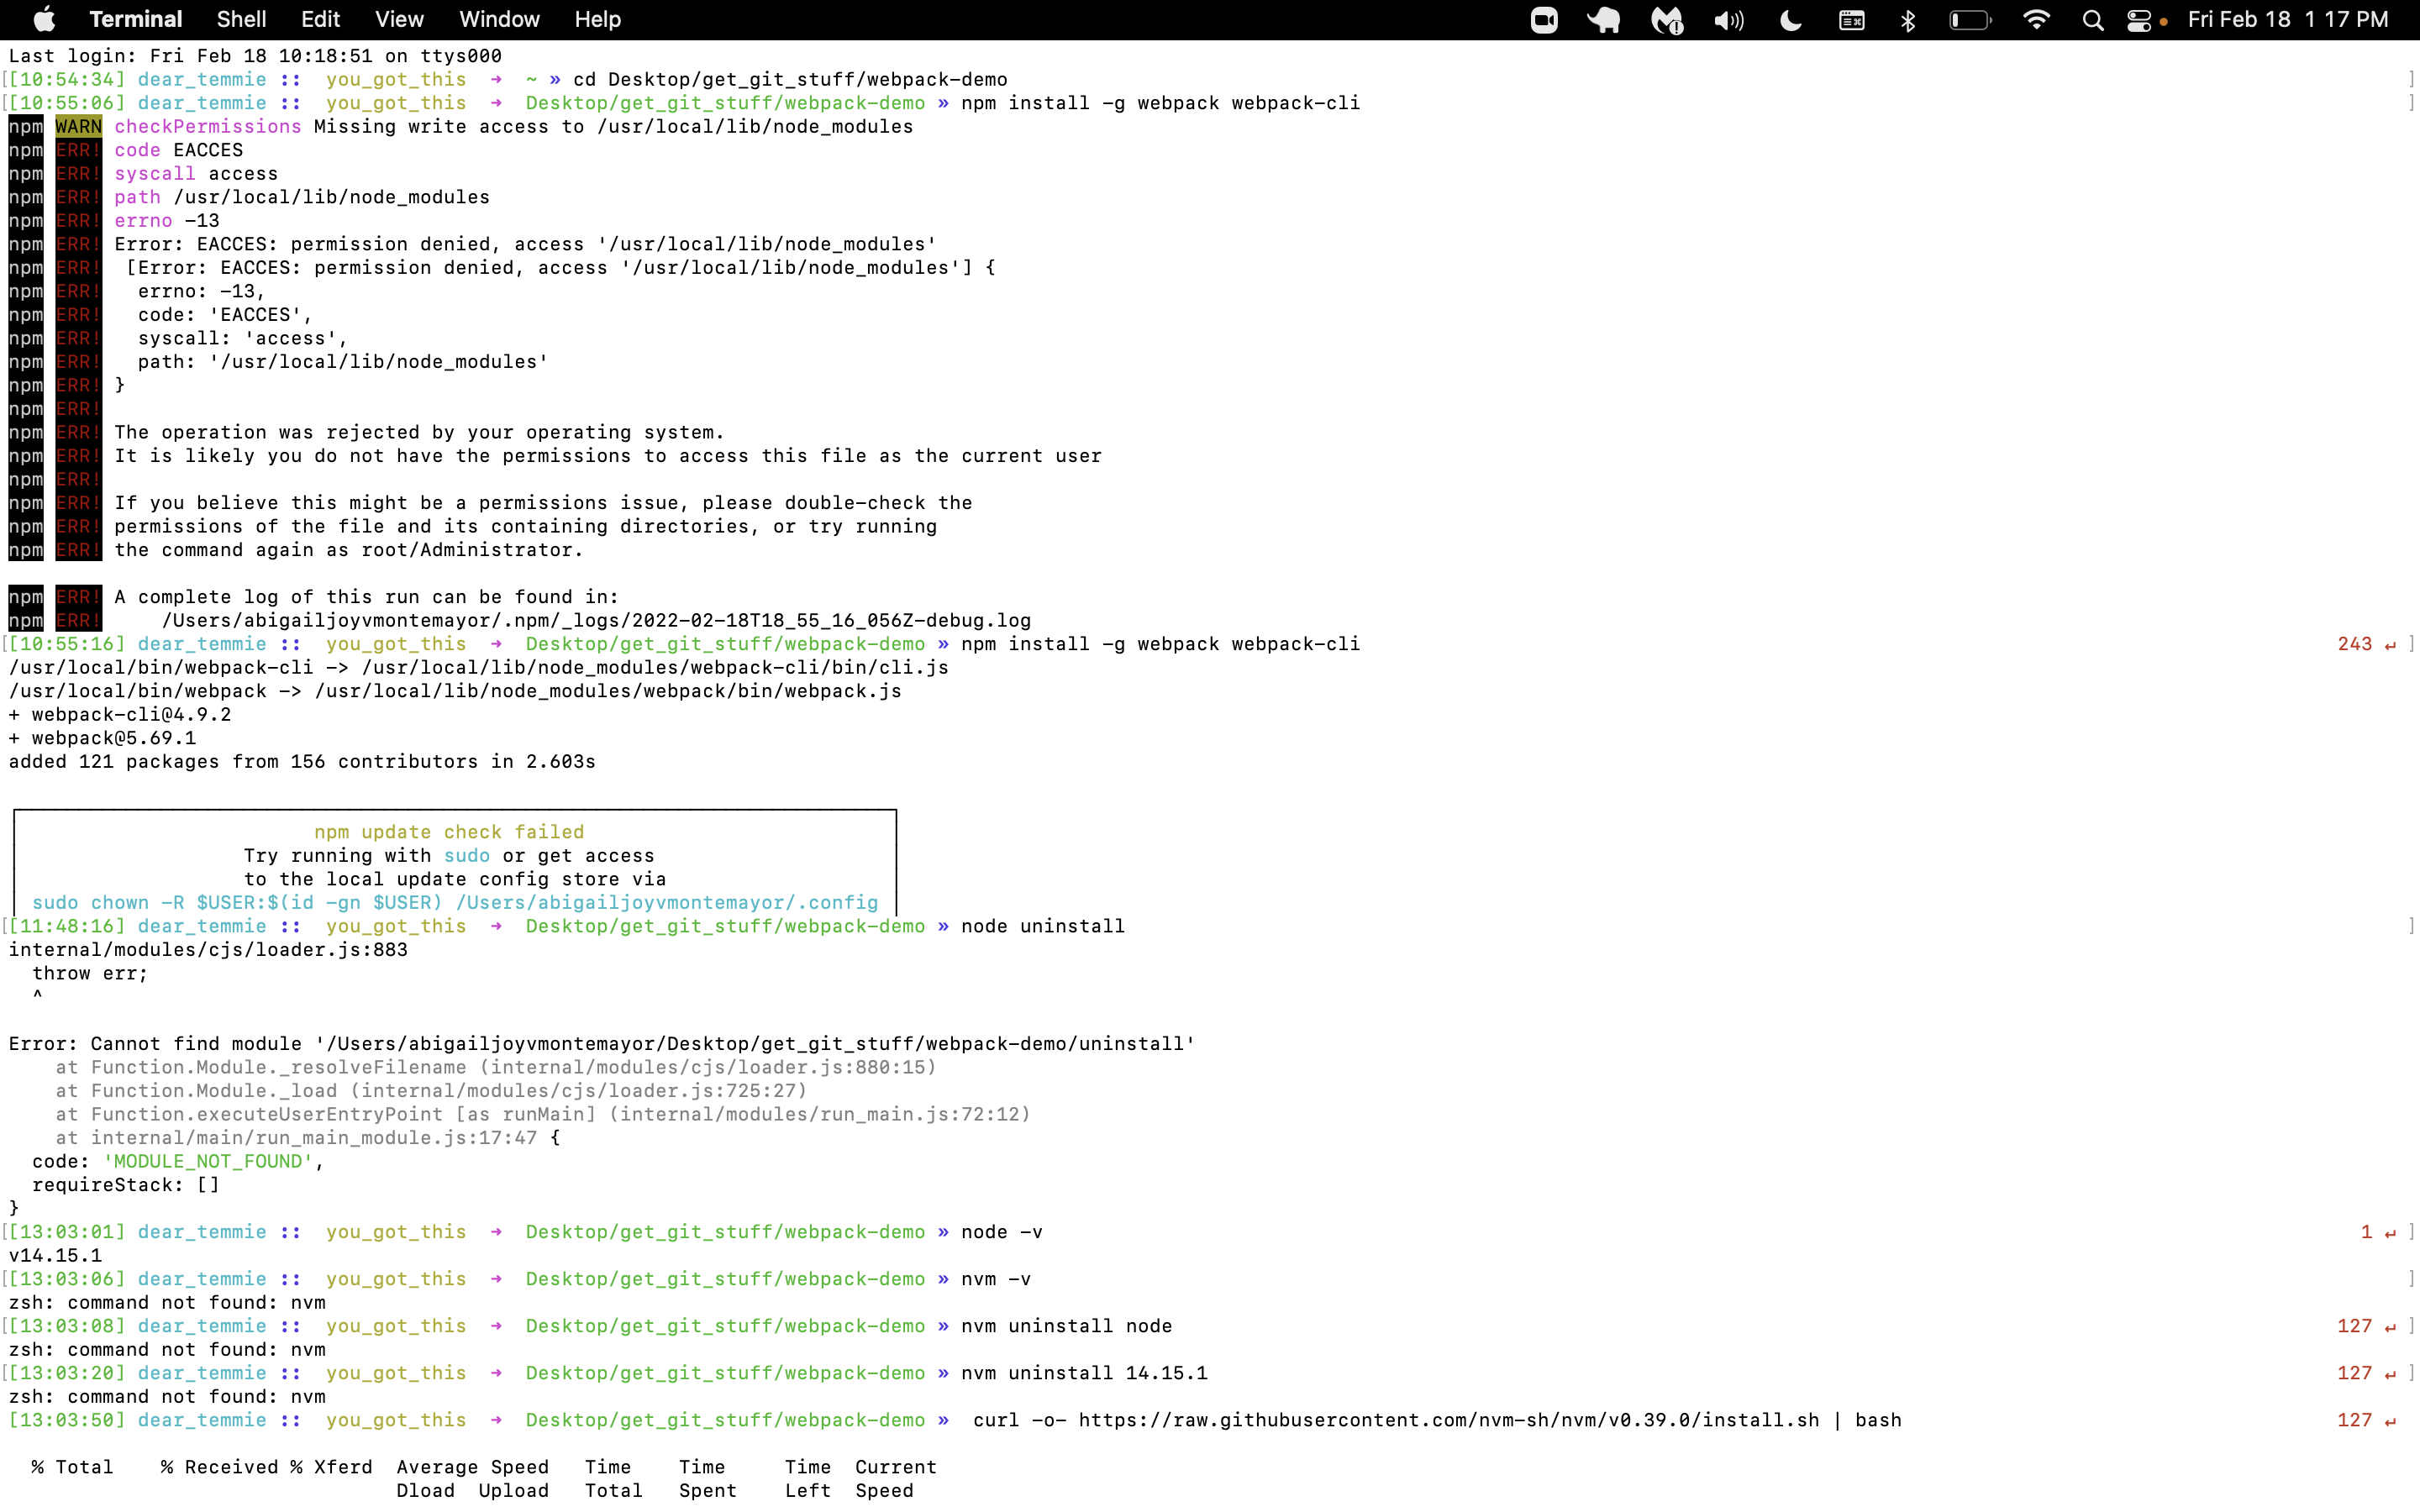 Terminal Shell Edit View Window Help Fri Feb 18 1 17 PM
Last login: Fri Feb 18 10:18:51 on ttys000
[[10:54:34] dear_temmie :: you_got_this → ~ » cd Desktop/get_git_stuff/webpack-demo ]
[[10:55:06] dear_temmie :: you_got_this → Desktop/get_git_stuff/webpack-demo » npm install -g webpack webpack-cli ]
npm WARN checkPermissions Missing write access to /usr/local/lib/node_modules
npm ERR! code EACCES
npm ERR! syscall access
npm ERR! path /usr/local/lib/node_modules
npm ERR! errno -13
npm ERR! Error: EACCES: permission denied, access '/usr/local/lib/node_modules'
npm ERR!  [Error: EACCES: permission denied, access '/usr/local/lib/node_modules'] {
npm ERR!   errno: -13,
npm ERR!   code: 'EACCES',
npm ERR!   syscall: 'access',
npm ERR!   path: '/usr/local/lib/node_modules'
npm ERR! }
npm ERR!
npm ERR! The operation was rejected by your operating system.
npm ERR! It is likely you do not have the permissions to access this file as the current user
npm ERR!
npm ERR! If you believe this might be a permissions issue, please double-check the
npm ERR! permissions of the file and its containing directories, or try running
npm ERR! the command again as root/Administrator.
npm ERR! A complete log of this run can be found in:
npm ERR!     /Users/abigailjoyvmontemayor/.npm/_logs/2022-02-18T18_55_16_056Z-debug.log
[[10:55:16] dear_temmie :: you_got_this → Desktop/get_git_stuff/webpack-demo » npm install -g webpack webpack-cli 243 ↵ ]
/usr/local/bin/webpack-cli -> /usr/local/lib/node_modules/webpack-cli/bin/cli.js
/usr/local/bin/webpack -> /usr/local/lib/node_modules/webpack/bin/webpack.js
+ webpack-cli@4.9.2
+ webpack@5.69.1
added 121 packages from 156 contributors in 2.603s
npm update check failed
Try running with sudo or get access
to the local update config store via
sudo chown -R $USER:$(id -gn $USER) /Users/abigailjoyvmontemayor/.config
[[11:48:16] dear_temmie :: you_got_this → Desktop/get_git_stuff/webpack-demo » node uninstall ]
internal/modules/cjs/loader.js:883
  throw err;
  ^
Error: Cannot find module '/Users/abigailjoyvmontemayor/Desktop/get_git_stuff/webpack-demo/uninstall'
    at Function.Module._resolveFilename (internal/modules/cjs/loader.js:880:15)
    at Function.Module._load (internal/modules/cjs/loader.js:725:27)
    at Function.executeUserEntryPoint [as runMain] (internal/modules/run_main.js:72:12)
    at internal/main/run_main_module.js:17:47 {
  code: 'MODULE_NOT_FOUND',
  requireStack: []
}
[[13:03:01] dear_temmie :: you_got_this → Desktop/get_git_stuff/webpack-demo » node -v 1 ↵ ]
v14.15.1
[[13:03:06] dear_temmie :: you_got_this → Desktop/get_git_stuff/webpack-demo » nvm -v ]
zsh: command not found: nvm
[[13:03:08] dear_temmie :: you_got_this → Desktop/get_git_stuff/webpack-demo » nvm uninstall node 127 ↵ ]
zsh: command not found: nvm
[[13:03:20] dear_temmie :: you_got_this → Desktop/get_git_stuff/webpack-demo » nvm uninstall 14.15.1 127 ↵ ]
zsh: command not found: nvm
[13:03:50] dear_temmie :: you_got_this → Desktop/get_git_stuff/webpack-demo »  curl -o- https://raw.githubusercontent.com/nvm-sh/nvm/v0.39.0/install.sh | bash 127 ↵
  % Total    % Received % Xferd  Average Speed   Time    Time     Time  Current
                                 Dload  Upload   Total   Spent    Left  Speed